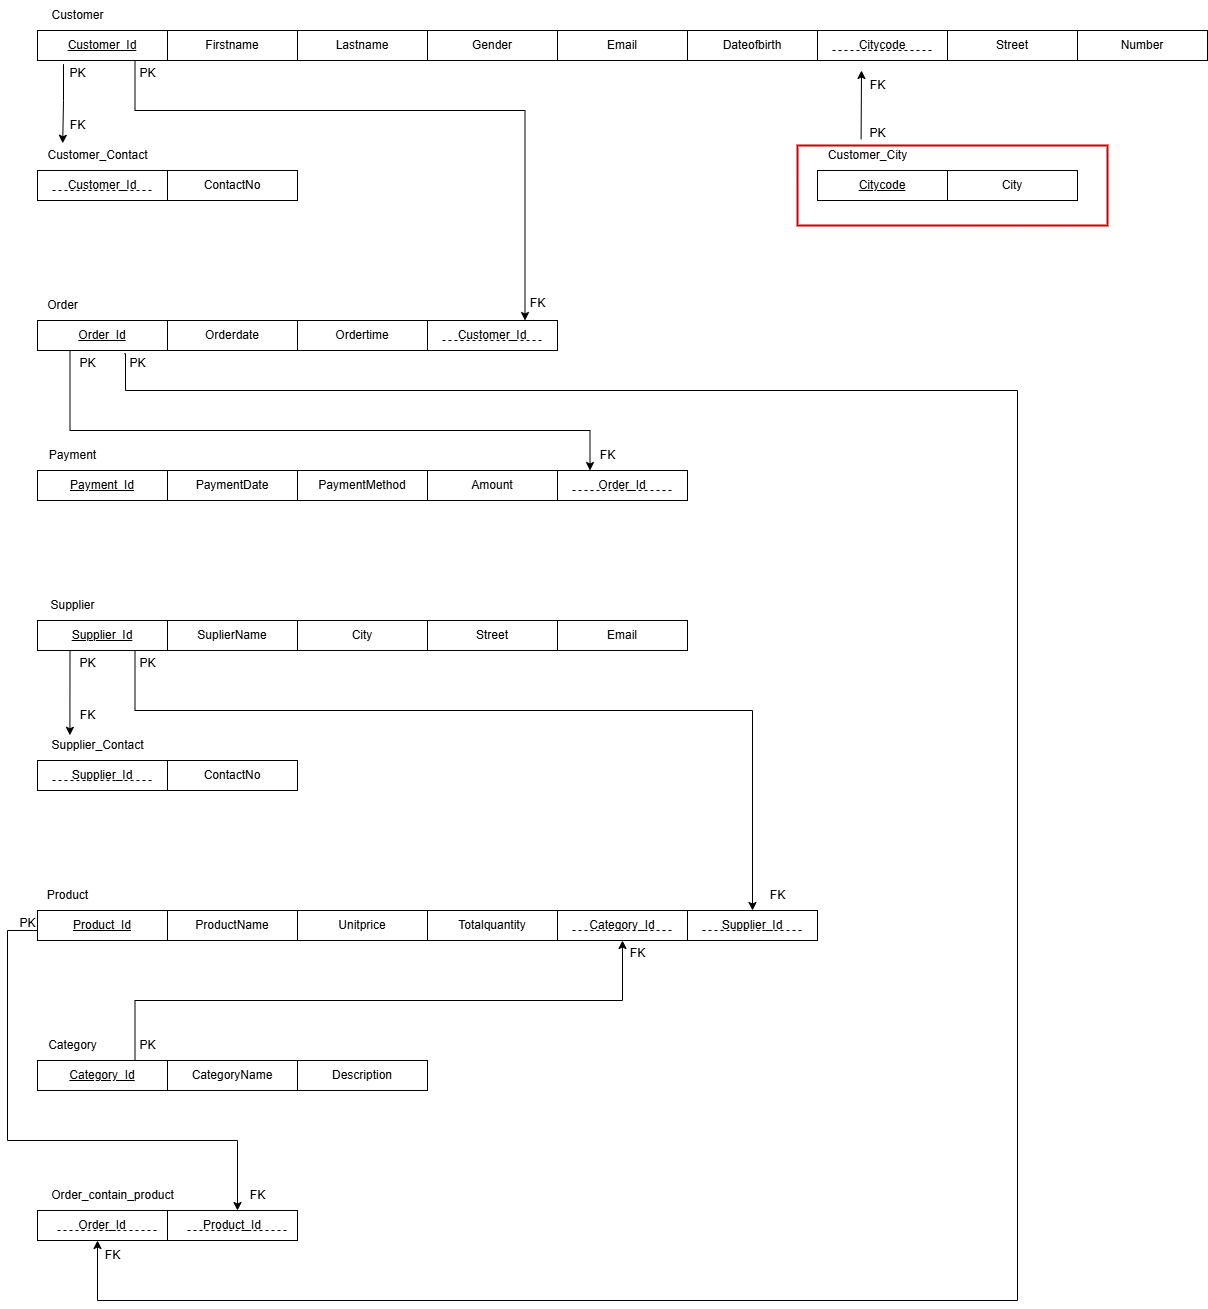 Customer
Customer_Id Firstname Lastname Gender Email Dateofbirth Citycode Street Number
PK PK
FK
PK
FK
Customer_Contact
Customer_City
Customer_Id ContactNo
Citycode City
FK
Order
Order_Id Orderdate Ordertime Customer_Id
PK PK
FK
Payment
Payment_Id PaymentDate PaymentMethod Amount Order_Id
Supplier
Supplier_Id SuplierName City Street Email
PK PK
FK
Supplier_Contact
Supplier_Id ContactNo
FK
Product
PK
Product_Id ProductName Unitprice Totalquantity Category_Id Supplier_Id
FK
PK
Category
Category_Id CategoryName Description
FK
Order_contain_product
Order_Id Product_Id
FK